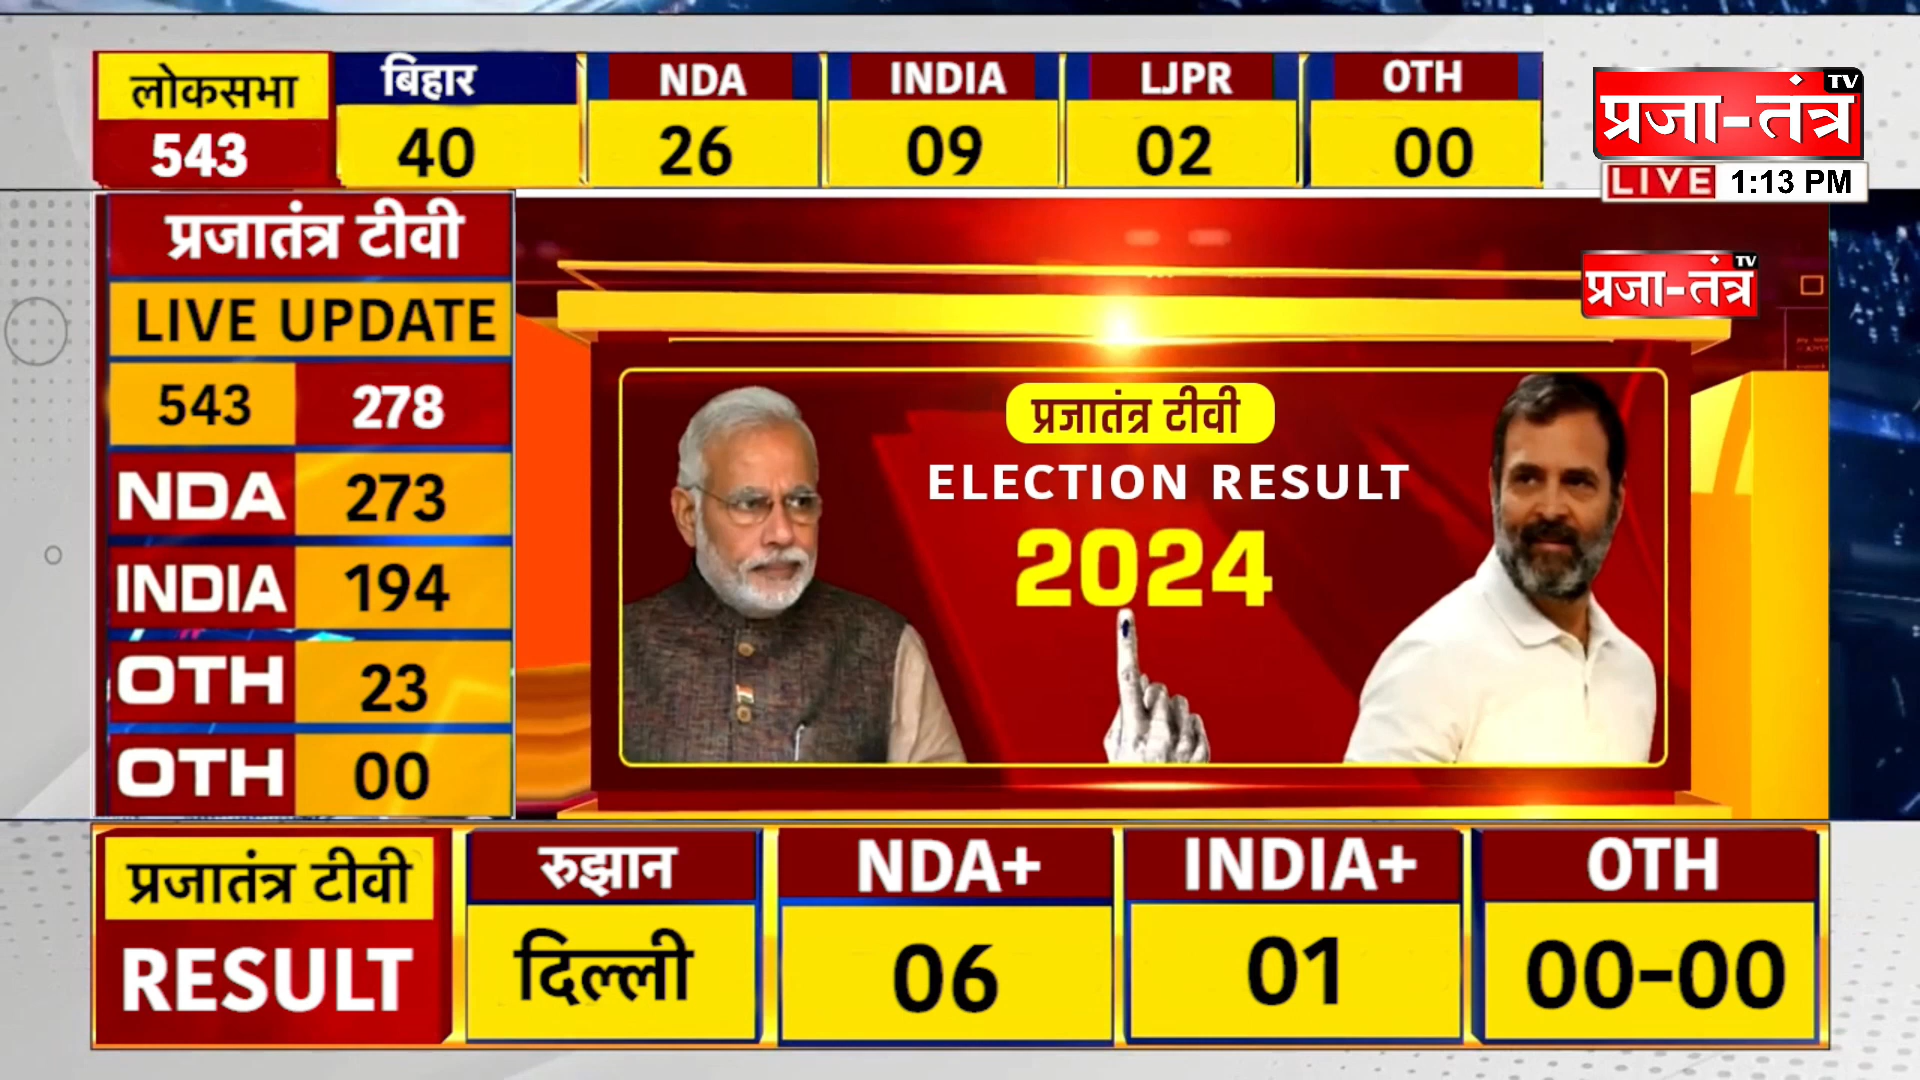 लोकसभा
543
बिहार
40
NDA
26
INDIA
09
LJPR
02
OTH
00
TV
प्रजा-तंत्र
LIVE 1:13 PM
प्रजातंत्र टीवी
LIVE UPDATE
543 278
NDA 273
INDIA 194
OTH 23
OTH 00
TV
प्रजा-तंत्र
प्रजातंत्र टीवी
ELECTION RESULT
2024
प्रजातंत्र टीवी
RESULT
रुझान
दिल्ली
NDA+
06
INDIA+
01
OTH
00-00